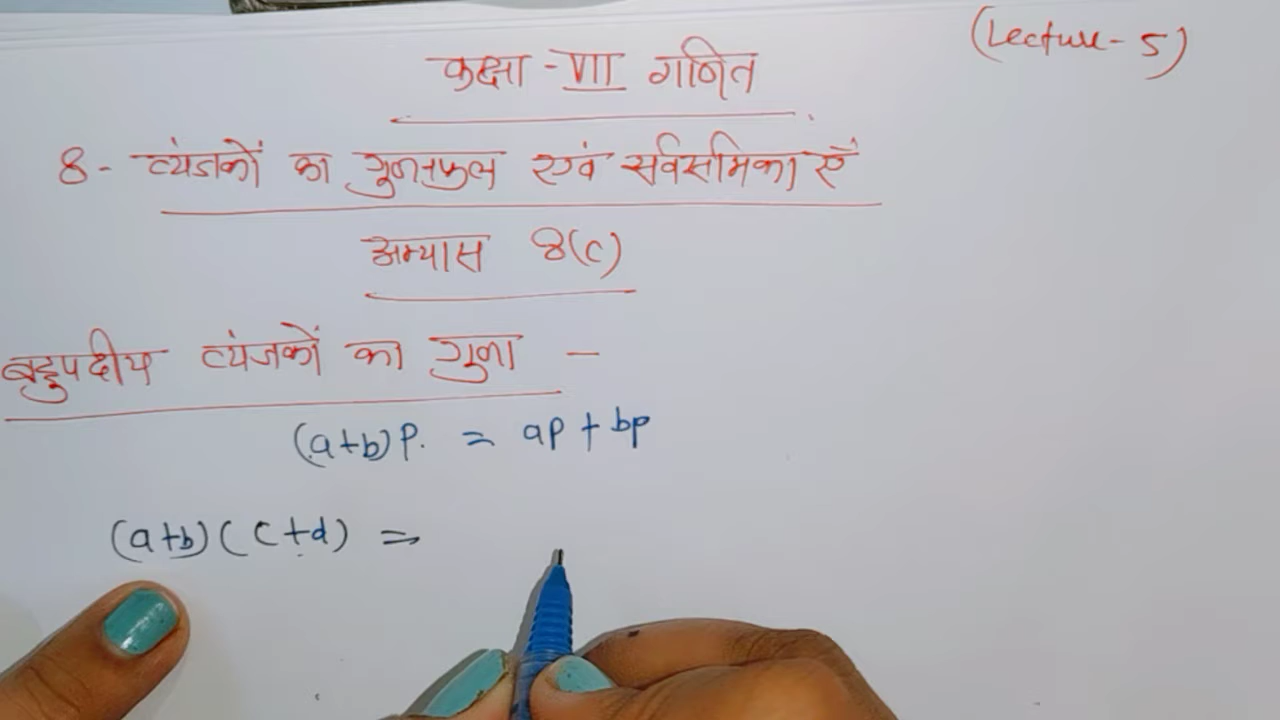 (Lecture - 5)
कक्षा - VII गणित
8 - व्यंजकों का गुणनफल एवं सर्वसमिकाएँ
अभ्यास 8(c)
बहुपदीय व्यंजकों का गुणा -
(a+b)p. = ap + bp
(a+b)(c+d) =